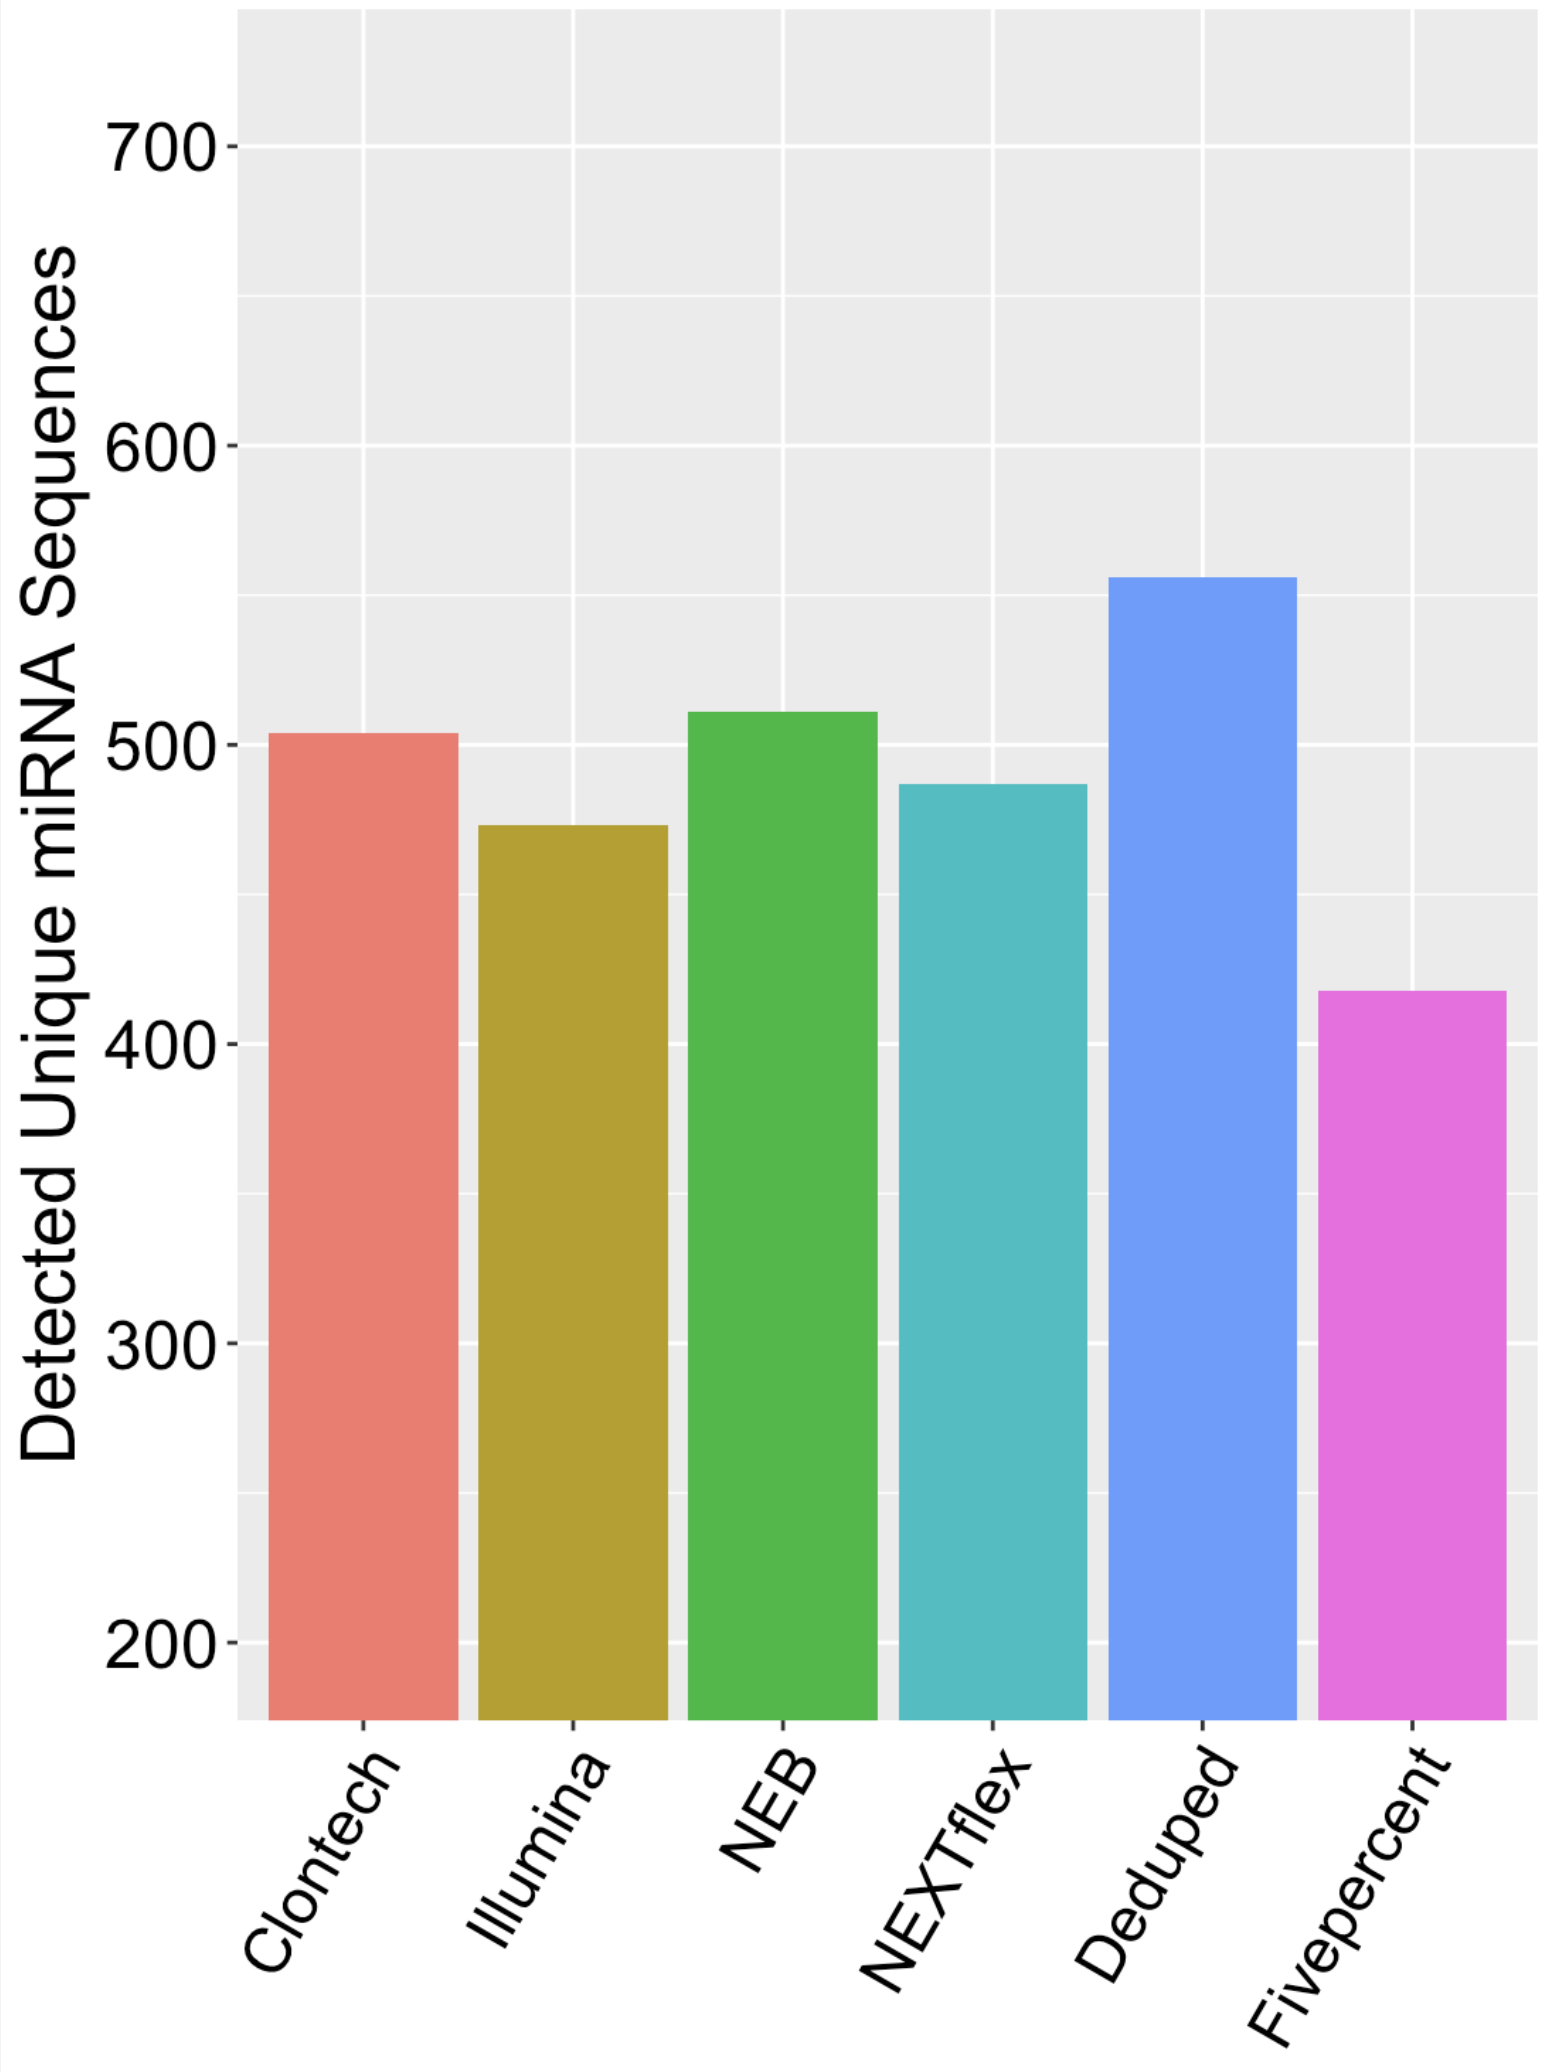 Detected Unique miRNA Sequences
700
600
500
400
300
200
Clontech
Illumina
NEB
NEXTflex
Deduped
Fivepercent